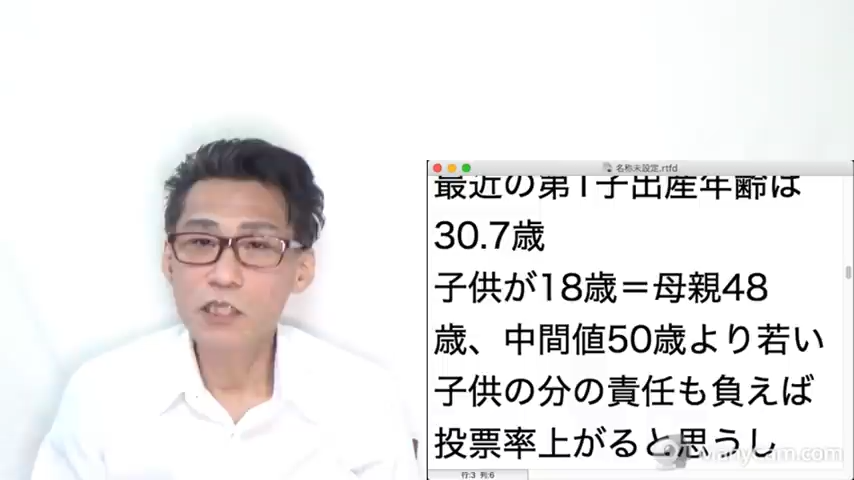 名称未設定.rtfd
最近の第1子出産年齢は
30.7歳
子供が18歳＝母親48
歳、中間値50歳より若い
子供の分の責任も負えば
投票率上がると思うし
manycam.com
行:3 列:6